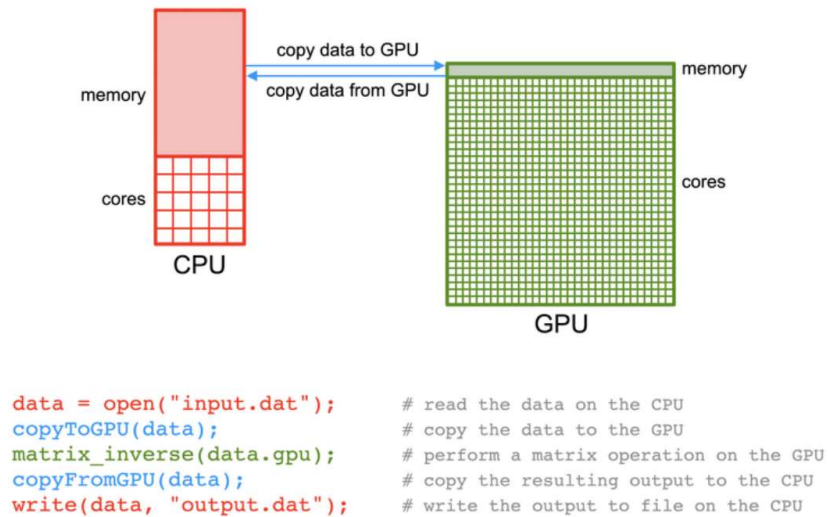 copy data to GPU
copy data from GPU
memory
memory
cores
cores
CPU
GPU
data = open("input.dat"); # read the data on the CPU
copyToGPU(data); # copy the data to the GPU
matrix_inverse(data.gpu); # perform a matrix operation on the GPU
copyFromGPU(data); # copy the resulting output to the CPU
write(data, "output.dat"); # write the output to file on the CPU